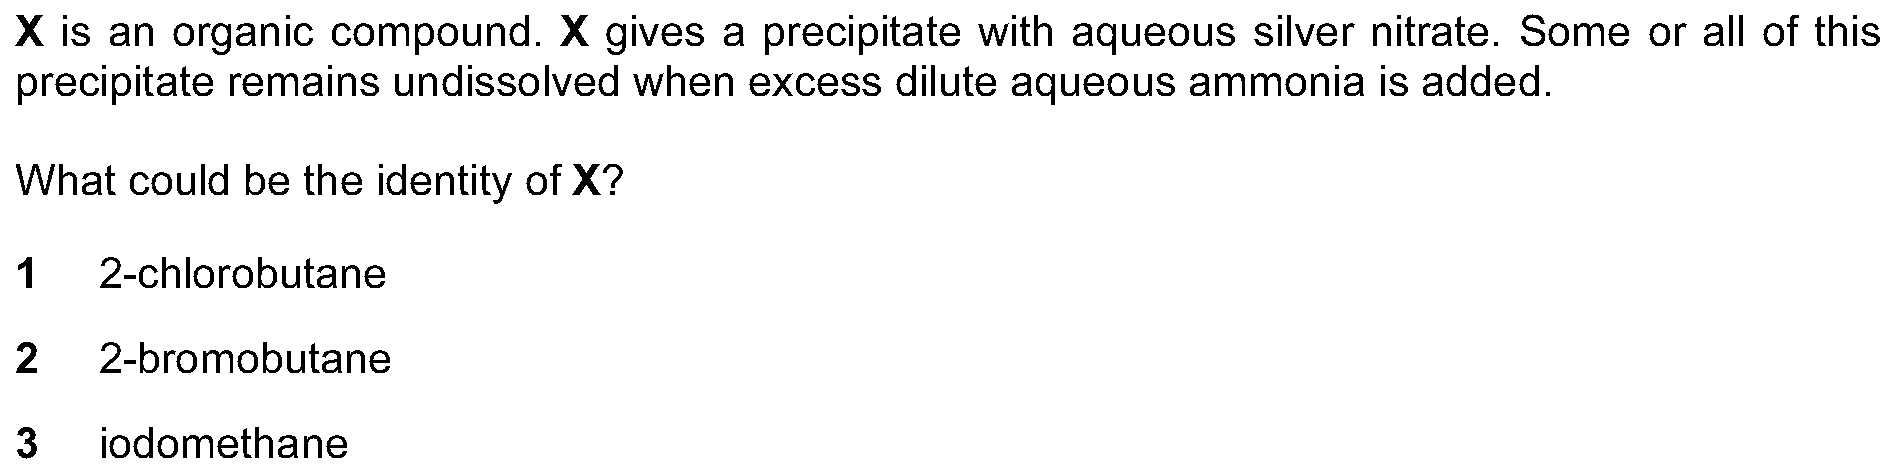 X is an organic compound. X gives a precipitate with aqueous silver nitrate. Some or all of this
precipitate remains undissolved when excess dilute aqueous ammonia is added.
What could be the identity of X?
1 2-chlorobutane
2 2-bromobutane
3 iodomethane